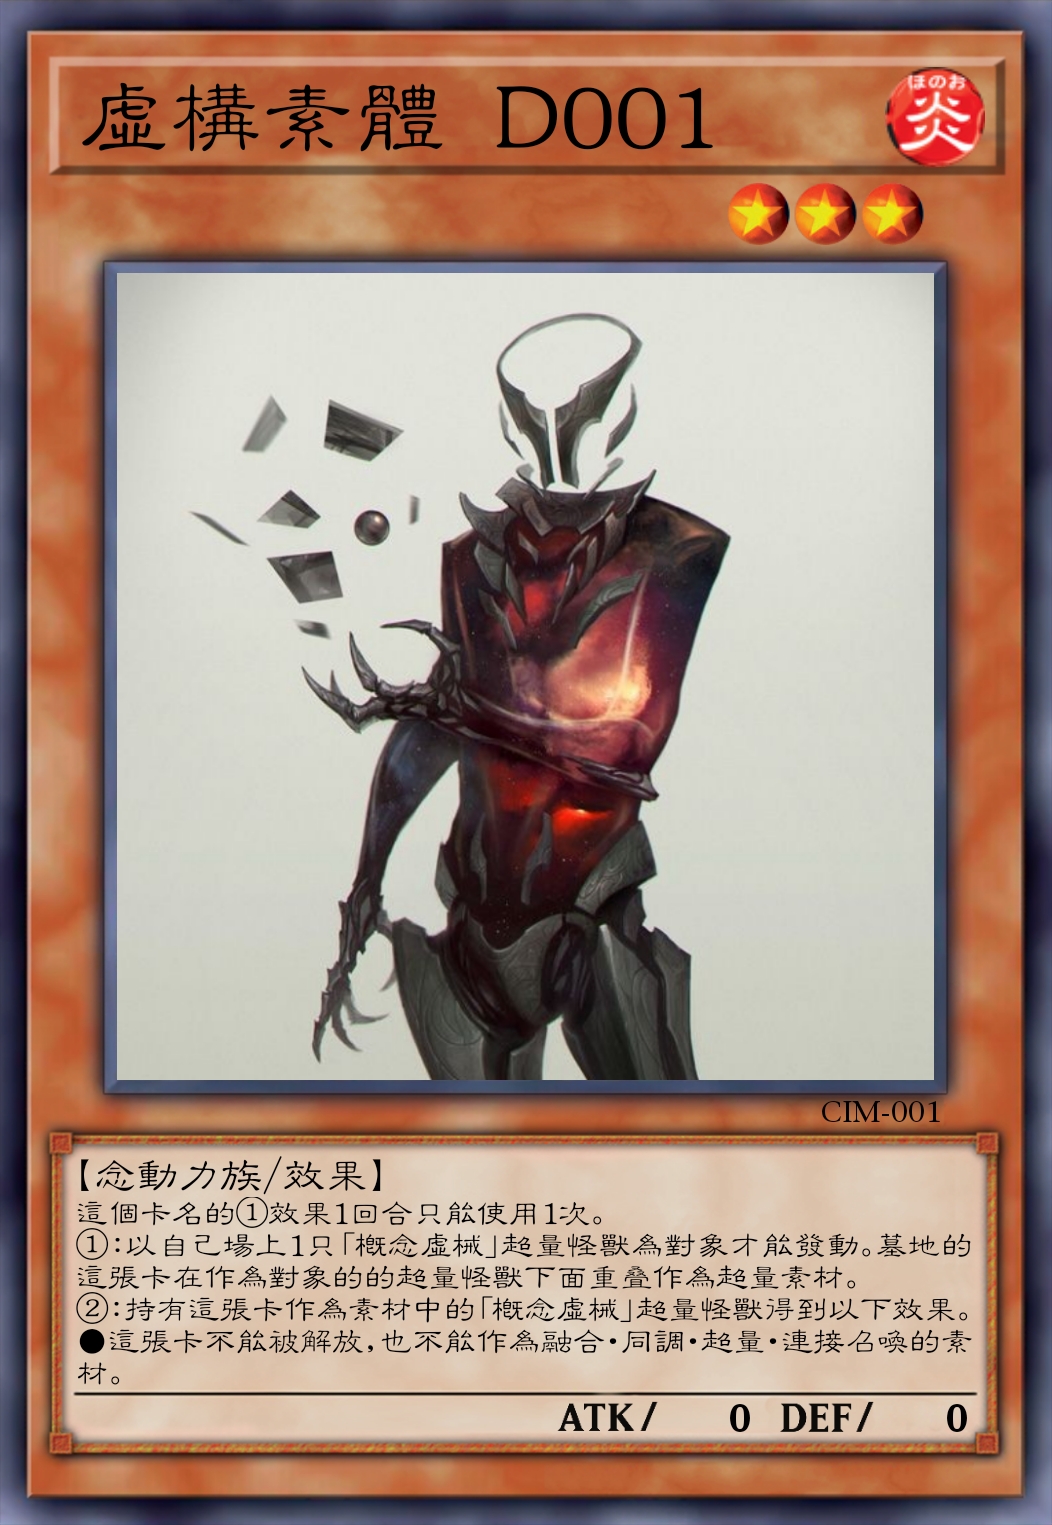 虛構素體 D001
ほのお
炎
CIM-001
【念動力族/效果】
這個卡名的①效果1回合只能使用1次。
①:以自己場上1只「槪念虛械」超量怪獸為對象才能發動。墓地的
這張卡在作為對象的的超量怪獸下面重疊作為超量素材。
②:持有這張卡作為素材中的「槪念虛械」超量怪獸得到以下效果。
●這張卡不能被解放,也不能作為融合·同調·超量·連接召喚的素
材。
ATK/ 0 DEF/ 0